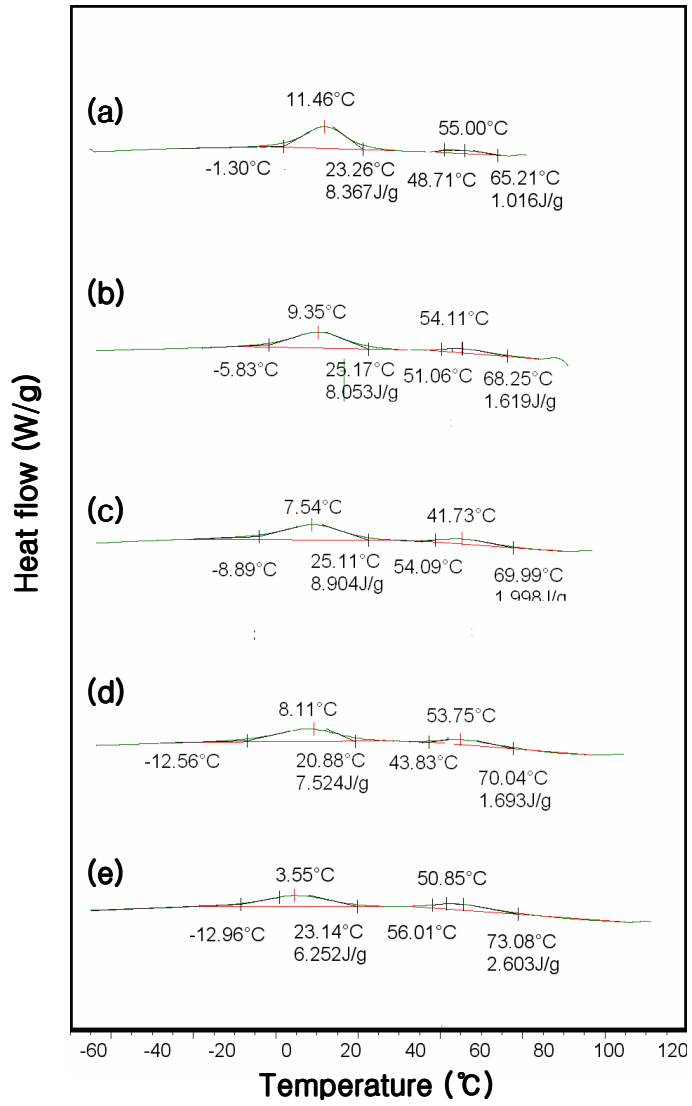 (a)
11.46°C
55.00°C
-1.30°C
23.26°C
8.367J/g
48.71°C
65.21°C
1.016J/g
(b)
9.35°C
54.11°C
-5.83°C
25.17°C
8.053J/g
51.06°C
68.25°C
1.619J/g
(c)
7.54°C
41.73°C
-8.89°C
25.11°C
8.904J/g
54.09°C
69.99°C
1.998J/g
(d)
8.11°C
53.75°C
-12.56°C
20.88°C
7.524J/g
43.83°C
70.04°C
1.693J/g
(e)
3.55°C
50.85°C
-12.96°C
23.14°C
6.252J/g
56.01°C
73.08°C
2.603J/g
Heat flow (W/g)
-60 -40 -20 0 20 40 60 80 100 120
Temperature (℃)